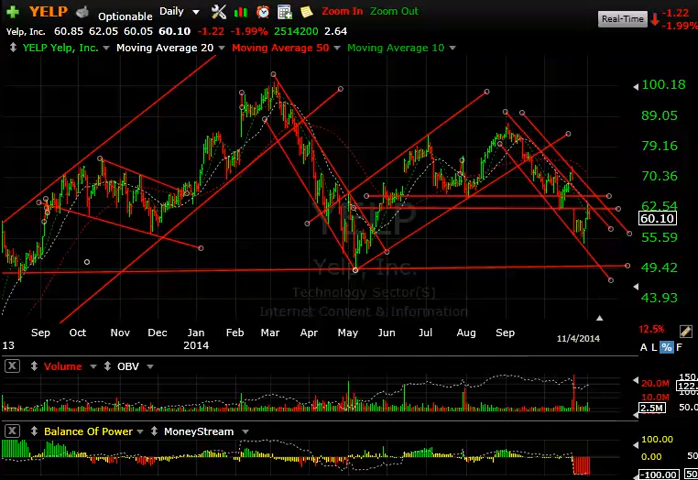 YELP Optionable Daily Zoom In Zoom Out
Real-Time -1.22
-1.99%
Yelp, Inc. 60.85 62.05 60.05 60.10 -1.22 -1.99% 2514200 2.64
YELP Yelp, Inc. Moving Average 20 Moving Average 50 Moving Average 10
100.18
89.05
79.16
70.36
62.54
60.10
55.59
49.42
43.93
YELP
Yelp, Inc.
Technology Sector[S]
Internet Content & Information
Sep Oct Nov Dec Jan Feb Mar Apr May Jun Jul Aug Sep
13 2014 11/4/2014
12.5%
A L % F
X Volume OBV
150.
20.0M 122.
10.0M
2.5M 75.0
X Balance Of Power MoneyStream
100.00
0.00 50
-100.00 50